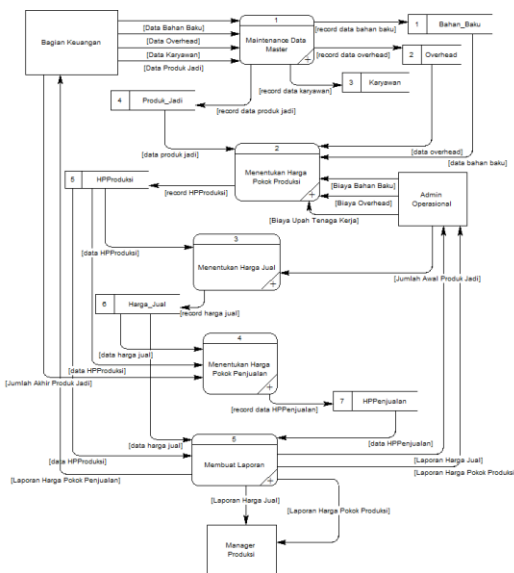 Bagian Keuangan
[Data Bahan Baku]
[Data Overhead]
[Data Karyawan]
[Data Produk Jadi]
1
Maintenance Data
Master
[record data bahan baku]
1 Bahan_Baku
[record data overhead]
2 Overhead
[record data karyawan]
3 Karyawan
4 Produk_Jadi
[record data produk jadi]
[data produk jadi]
2
Menentukan Harga
Pokok Produksi
[data overhead]
[data bahan baku]
5 HPProduksi
[record HPProduksi]
[Biaya Bahan Baku]
[Biaya Overhead]
[Biaya Upah Tenaga Kerja]
Admin
Operasional
3
Menentukan Harga Jual
[data HPProduksi]
[Jumlah Awal Produk Jadi]
6 Harga_Jual
[record harga jual]
4
Menentukan Harga
Pokok Penjualan
[data harga jual]
[data HPProduksi]
[Jumlah Akhir Produk Jadi]
[record data HPPenjualan]
7 HPPenjualan
[data harga jual]
5
Membuat Laporan
[data HPPenjualan]
[data HPProduksi]
[Laporan Harga Jual]
[Laporan Harga Pokok Penjualan]
[Laporan Harga Pokok Produksi]
[Laporan Harga Jual]
[Laporan Harga Pokok Produksi]
Manager
Produksi